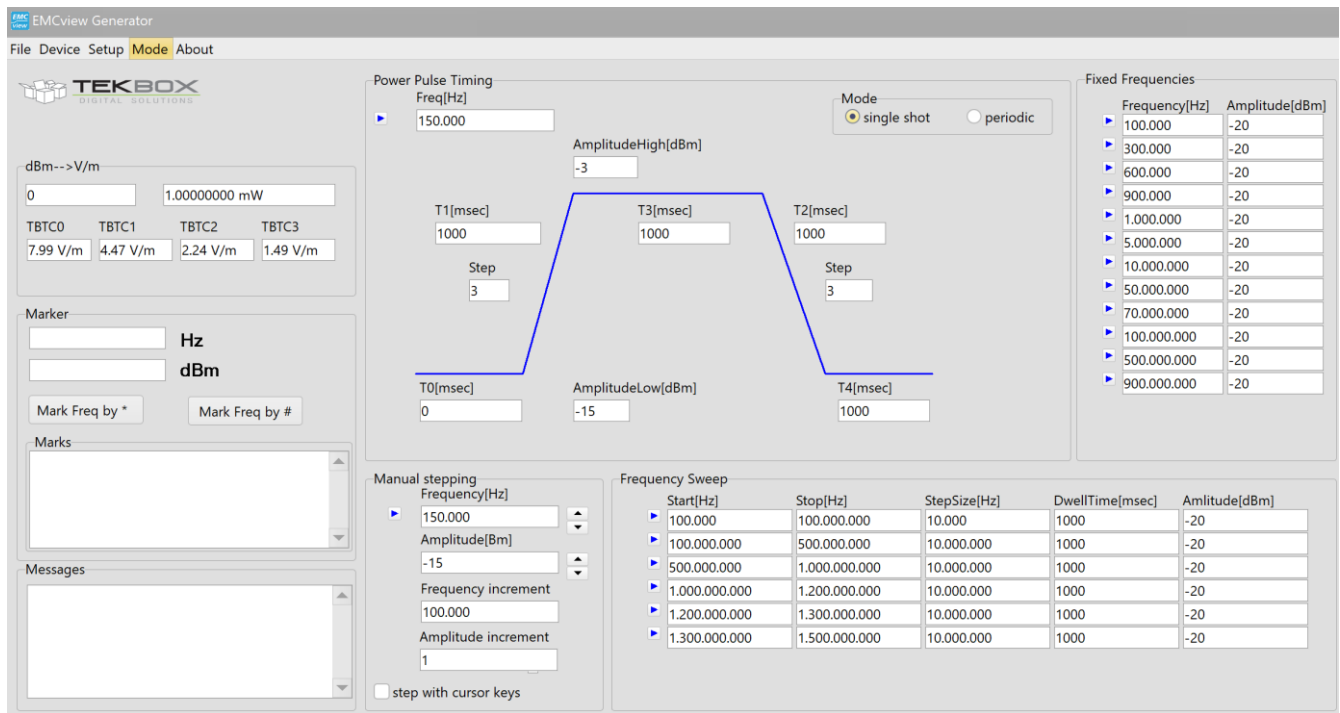 EMC view EMCview Generator
File Device Setup Mode About
TEKBOX
DIGITAL SOLUTIONS
dBm-->V/m
0 1.00000000 mW
TBTC0 TBTC1 TBTC2 TBTC3
7.99 V/m 4.47 V/m 2.24 V/m 1.49 V/m
Marker
Hz
dBm
Mark Freq by * Mark Freq by #
Marks
Messages
Power Pulse Timing
Freq[Hz]
150.000
Mode
single shot periodic
AmplitudeHigh[dBm]
-3
T1[msec] T3[msec] T2[msec]
1000 1000 1000
Step Step
3 3
T0[msec] AmplitudeLow[dBm] T4[msec]
0 -15 1000
Fixed Frequencies
Frequency[Hz] Amplitude[dBm]
100.000 -20
300.000 -20
600.000 -20
900.000 -20
1.000.000 -20
5.000.000 -20
10.000.000 -20
50.000.000 -20
70.000.000 -20
100.000.000 -20
500.000.000 -20
900.000.000 -20
Manual stepping
Frequency[Hz]
150.000
Amplitude[Bm]
-15
Frequency increment
100.000
Amplitude increment
1
step with cursor keys
Frequency Sweep
Start[Hz] Stop[Hz] StepSize[Hz] DwellTime[msec] Amlitude[dBm]
100.000 100.000.000 10.000 1000 -20
100.000.000 500.000.000 10.000.000 1000 -20
500.000.000 1.000.000.000 10.000.000 1000 -20
1.000.000.000 1.200.000.000 10.000.000 1000 -20
1.200.000.000 1.300.000.000 10.000.000 1000 -20
1.300.000.000 1.500.000.000 10.000.000 1000 -20